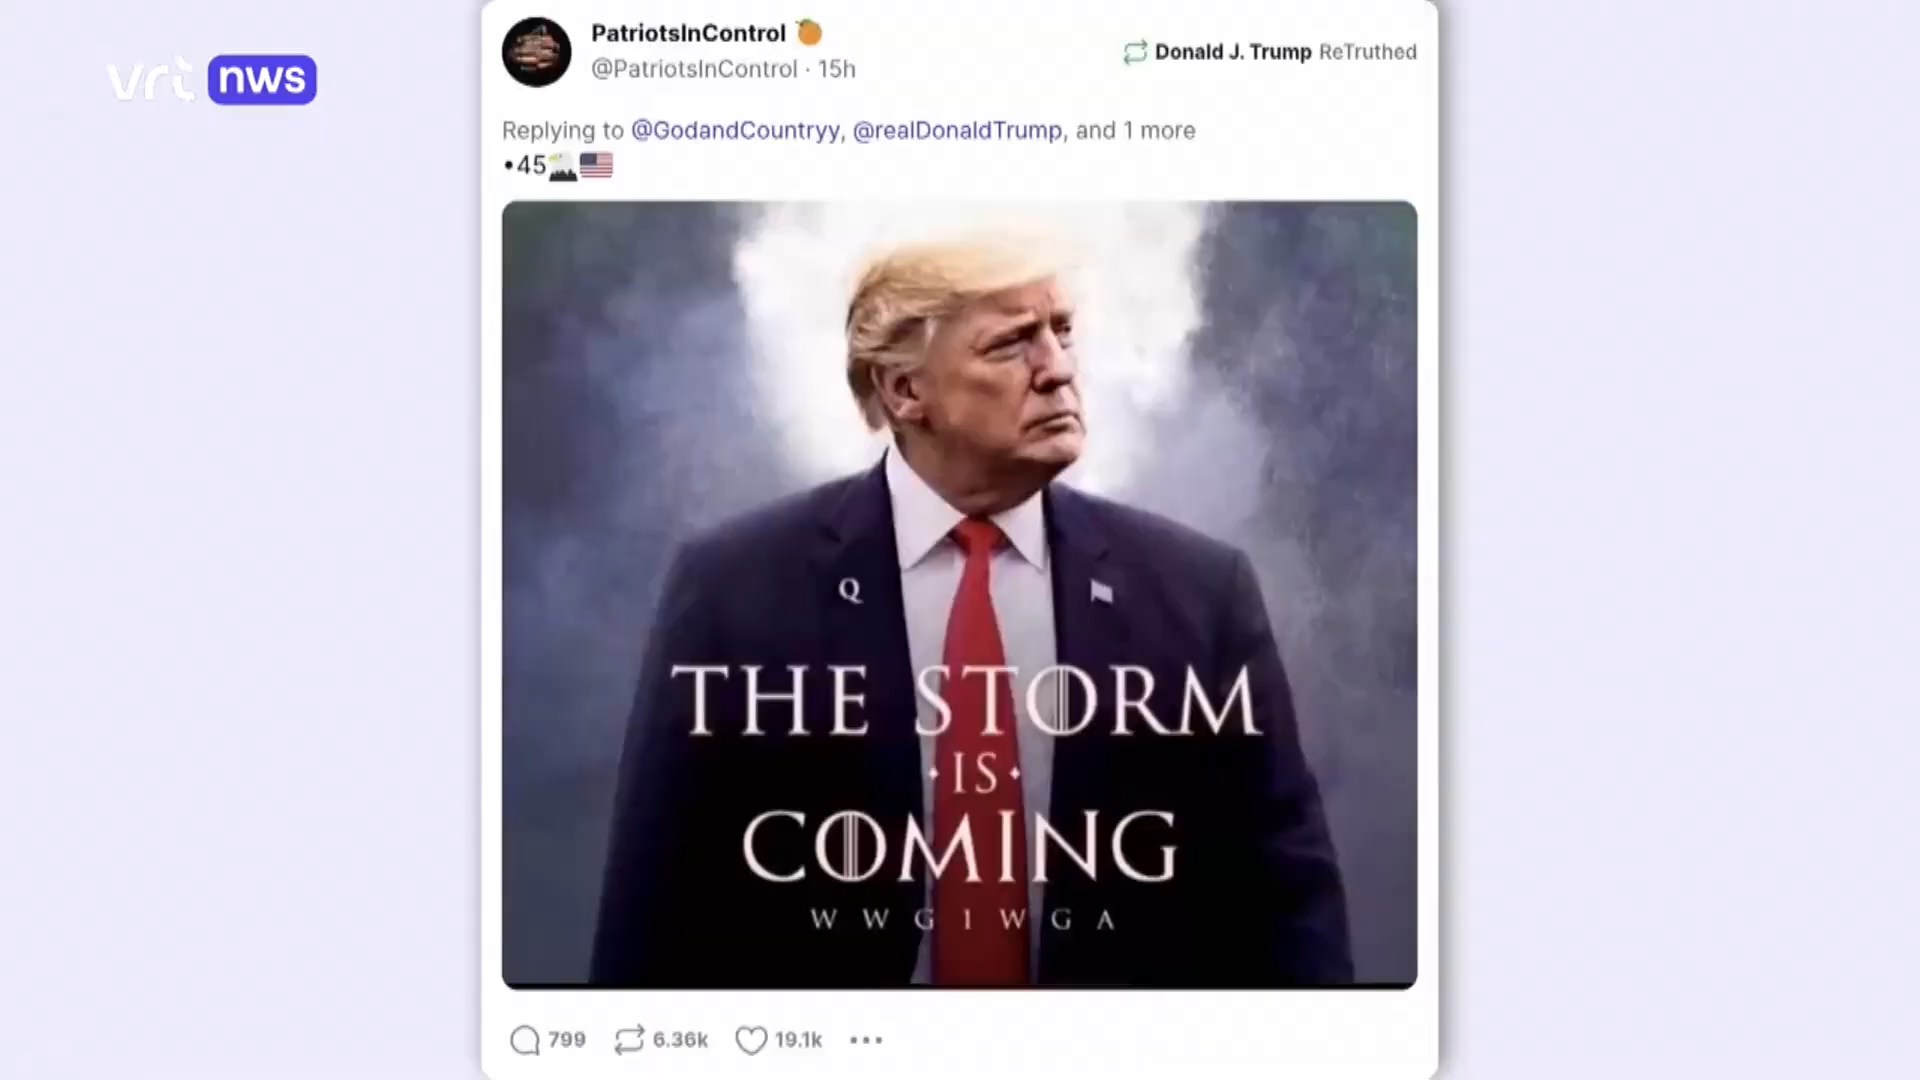 vrt nws
PatriotsInControl 🍊
@PatriotsInControl · 15h
Donald J. Trump ReTruthed
Replying to @GodandCountryy, @realDonaldTrump, and 1 more
•45🦅🇺🇸
Q
THE STORM
·IS·
COMING
WWG1WGA
799 6.36k 19.1k •••